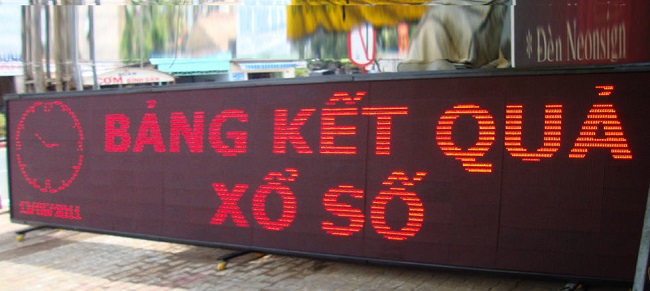 BẢNG KẾT QUẢ
XỔ SỐ
* Đèn Neonsign